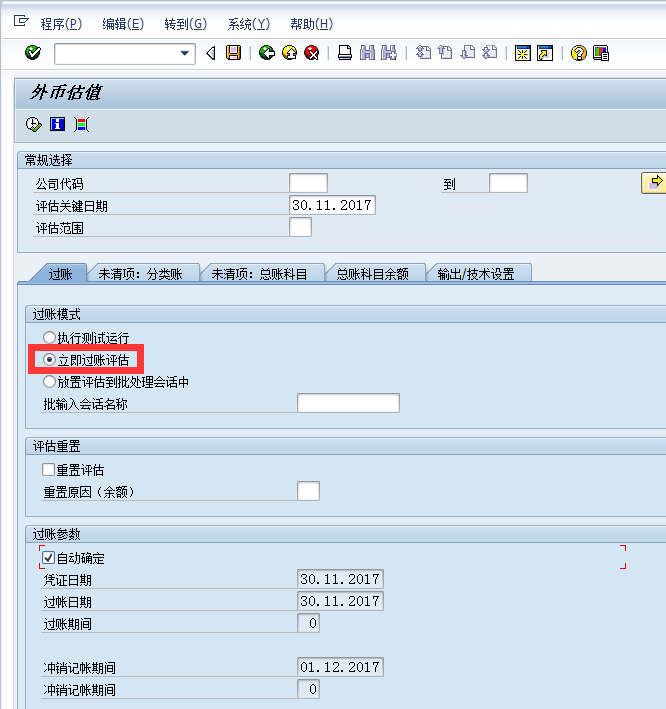 程序(P) 编辑(E) 转到(G) 系统(Y) 帮助(H)
外币估值
常规选择
公司代码 到
评估关键日期 30.11.2017
评估范围
过账 未清项: 分类账 未清项: 总账科目 总账科目余额 输出/技术设置
过账模式
执行测试运行
立即过账评估
放置评估到批处理会话中
批输入会话名称
评估重置
重置评估
重置原因（余额）
过账参数
自动确定
凭证日期 30.11.2017
过帐日期 30.11.2017
过账期间 0
冲销记帐期间 01.12.2017
冲销记帐期间 0